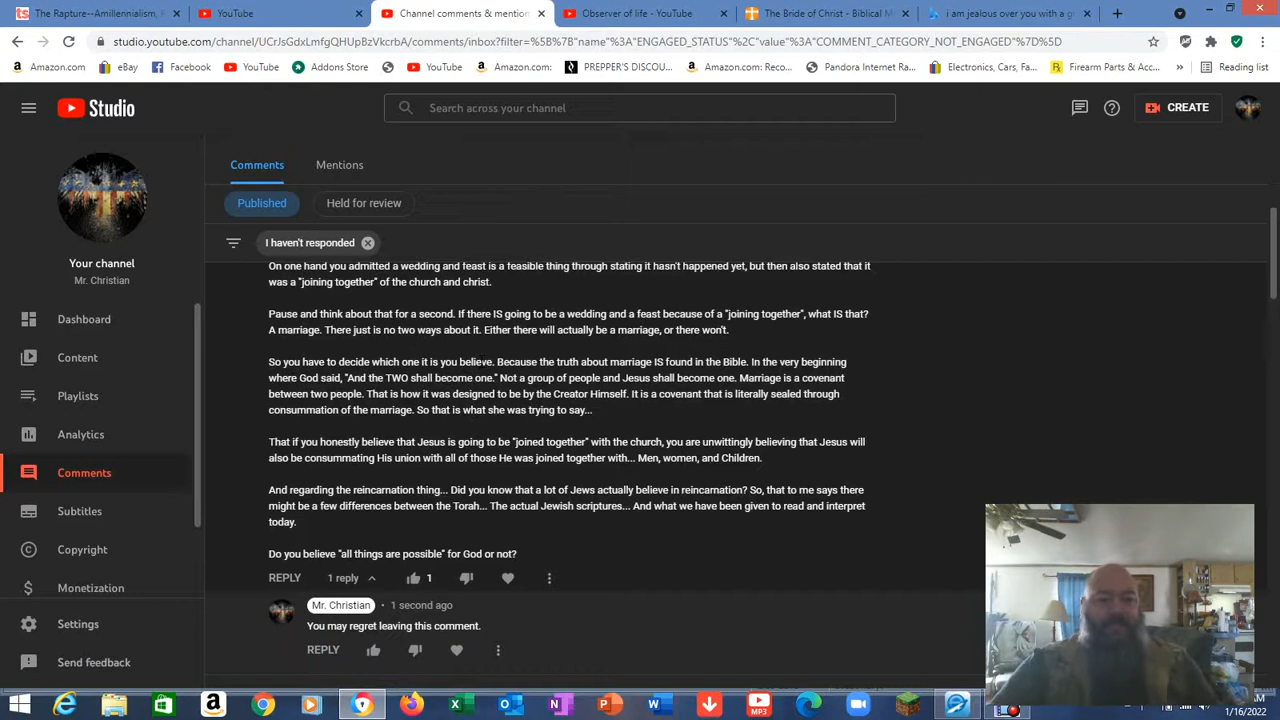 The Rapture--Amillennialism, P
YouTube
Channel comments & mention
Observer of life - YouTube
The Bride of Christ - Biblical M
i am jealous over you with a g
studio.youtube.com/channel/UCrJsGdxLmfgQHUpBzVkcrbA/comments/inbox?filter=%5B%7B"name"%3A"ENGAGED_STATUS"%2C"value"%3A"COMMENT_CATEGORY_NOT_ENGAGED"%7D%5D
Amazon.com: eBay Facebook YouTube Addons Store YouTube Amazon.com: PREPPER'S DISCOU... Amazon.com: Reco... Pandora Internet Ra... Electronics, Cars, Fa... Firearm Parts & Acc... » Reading list
Studio
Search across your channel
CREATE
Comments Mentions
Published Held for review
I haven't responded
Your channel
Mr. Christian
Dashboard
Content
Playlists
Analytics
Comments
Subtitles
Copyright
Monetization
Settings
Send feedback
On one hand you admitted a wedding and feast is a feasible thing through stating it hasn't happened yet, but then also stated that it
was a "joining together" of the church and christ.
Pause and think about that for a second. If there IS going to be a wedding and a feast because of a "joining together", what IS that?
A marriage. There just is no two ways about it. Either there will actually be a marriage, or there won't.
So you have to decide which one it is you believe. Because the truth about marriage IS found in the Bible. In the very beginning
where God said, "And the TWO shall become one." Not a group of people and Jesus shall become one. Marriage is a covenant
between two people. That is how it was designed to be by the Creator Himself. It is a covenant that is literally sealed through
consummation of the marriage. So that is what she was trying to say...
That if you honestly believe that Jesus is going to be "joined together" with the church, you are unwittingly believing that Jesus will
also be consummating His union with all of those He was joined together with... Men, women, and Children.
And regarding the reincarnation thing... Did you know that a lot of Jews actually believe in reincarnation? So, that to me says there
might be a few differences between the Torah... The actual Jewish scriptures... And what we have been given to read and interpret
today.
Do you believe "all things are possible" for God or not?
REPLY 1 reply 1
Mr. Christian • 1 second ago
You may regret leaving this comment.
REPLY
MP3
1/16/2022